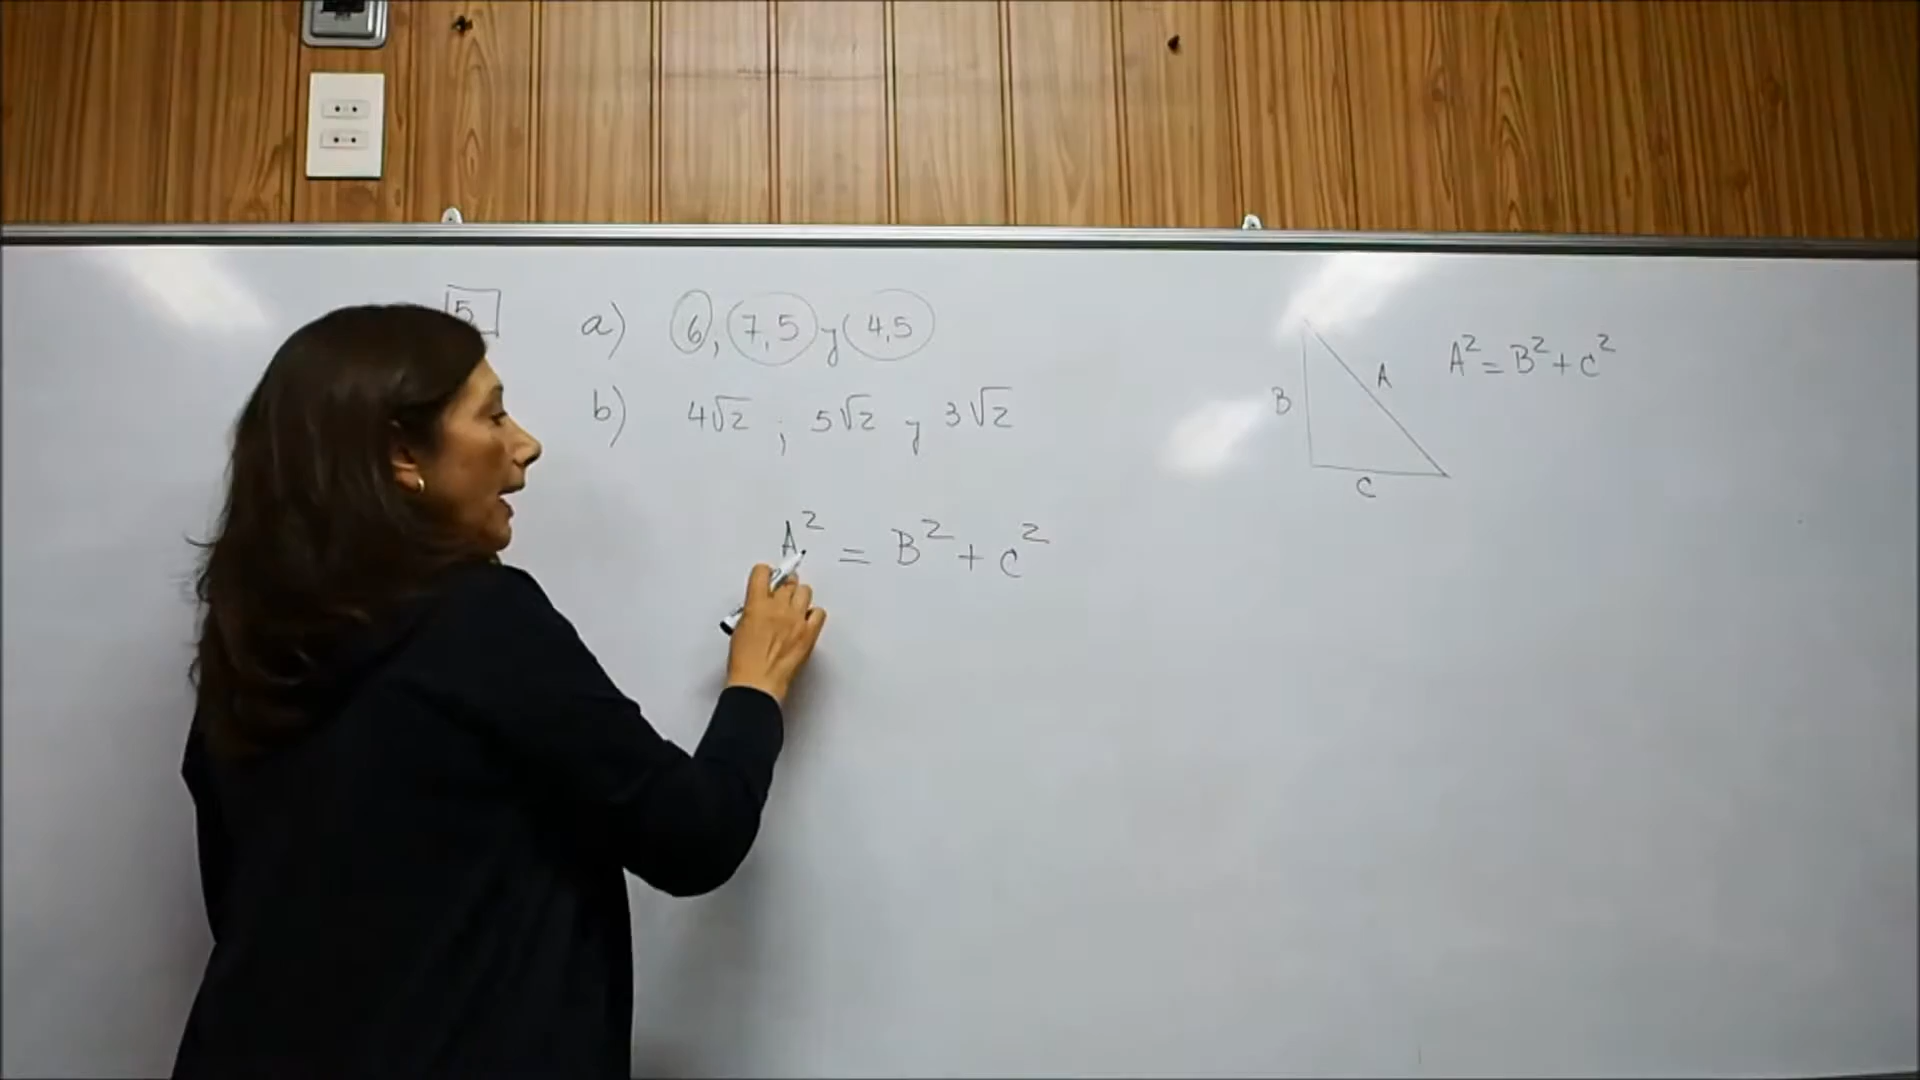 5
a) 6, 7,5 y 4,5
b) 4√2 ; 5√2 y 3√2
A² = B² + C²
B
A
C
A² = B² + C²